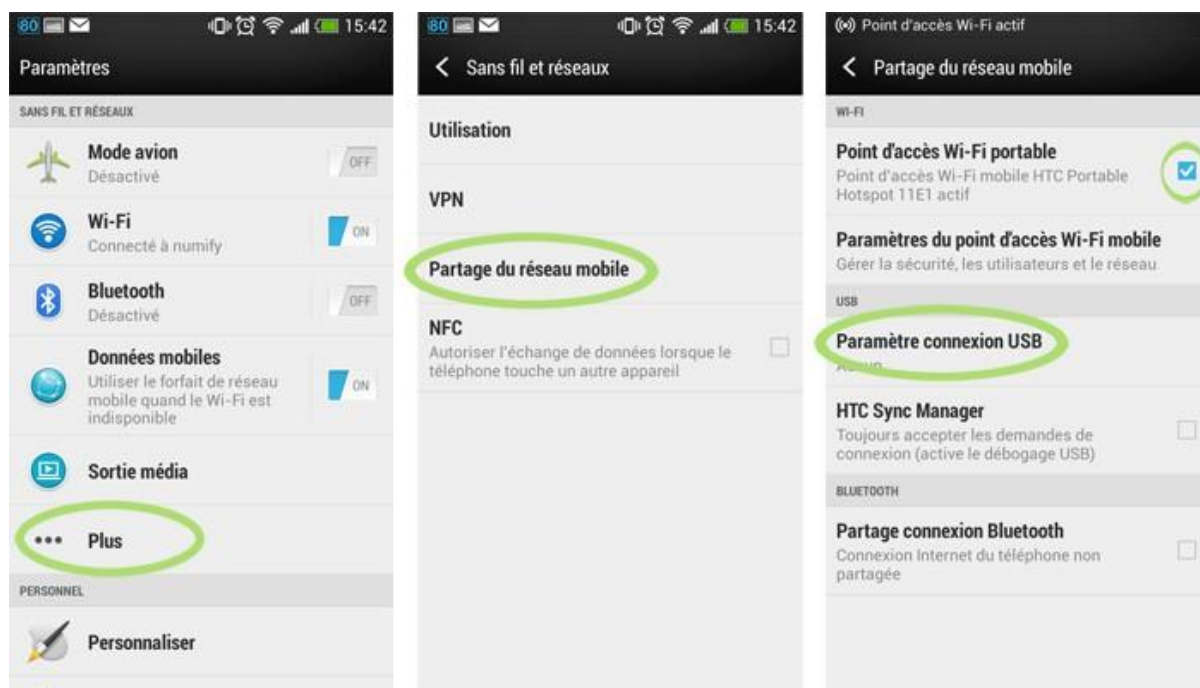 80 15:42
Paramètres
SANS FIL ET RÉSEAUX
Mode avion
Désactivé
OFF
Wi-Fi
Connecté à numify
ON
Bluetooth
Désactivé
OFF
Données mobiles
Utiliser le forfait de réseau
mobile quand le Wi-Fi est
indisponible
ON
Sortie média
Plus
PERSONNEL
Personnaliser
80 15:42
Sans fil et réseaux
Utilisation
VPN
Partage du réseau mobile
NFC
Autoriser l'échange de données lorsque le
téléphone touche un autre appareil
Point d'accès Wi-Fi actif
Partage du réseau mobile
WI-FI
Point d'accès Wi-Fi portable
Point d'accès Wi-Fi mobile HTC Portable
Hotspot 11E1 actif
Paramètres du point d'accès Wi-Fi mobile
Gérer la sécurité, les utilisateurs et le réseau
USB
Paramètre connexion USB
HTC Sync Manager
Toujours accepter les demandes de
connexion (active le débogage USB)
BLUETOOTH
Partage connexion Bluetooth
Connexion Internet du téléphone non
partagée